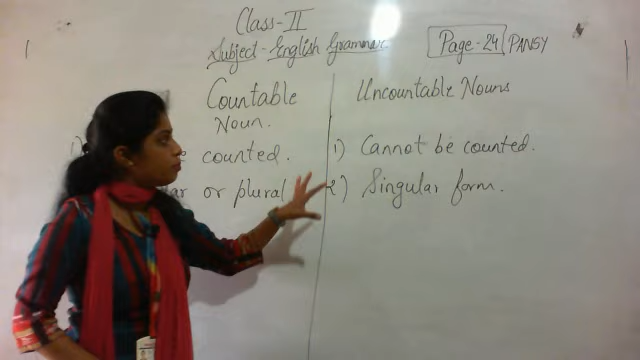 Class-II
Subject-English Grammar
Page-24 PANSY
Countable
Noun.
counted.
or plural
Uncountable Nouns
1) Cannot be counted.
2) Singular form.